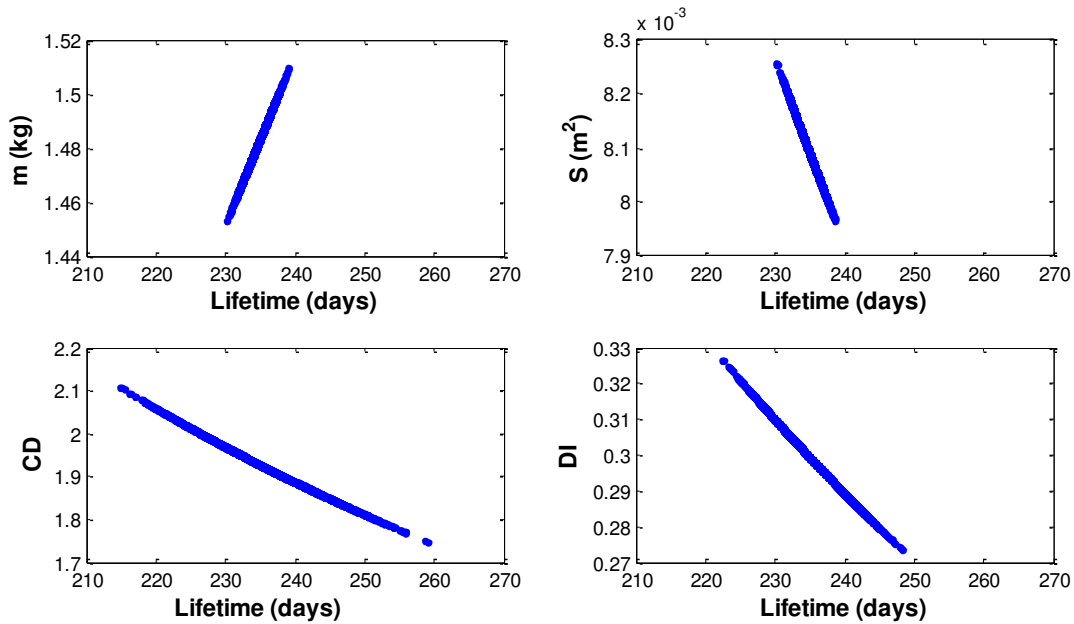 m (kg)
1.52
1.5
1.48
1.46
1.44
210 220 230 240 250 260 270
Lifetime (days)
x 10-3
S (m2)
8.3
8.2
8.1
8
7.9
210 220 230 240 250 260 270
Lifetime (days)
CD
2.2
2.1
2
1.9
1.8
1.7
210 220 230 240 250 260 270
Lifetime (days)
DI
0.33
0.32
0.31
0.3
0.29
0.28
0.27
210 220 230 240 250 260 270
Lifetime (days)